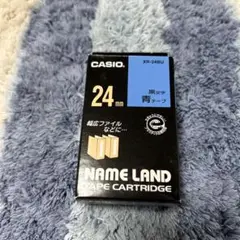 CASIO
XR-24BU
24mm
黒文字
青テープ
幅広ファイル
などに…
NAME LAND
TAPE CARTRIDGE